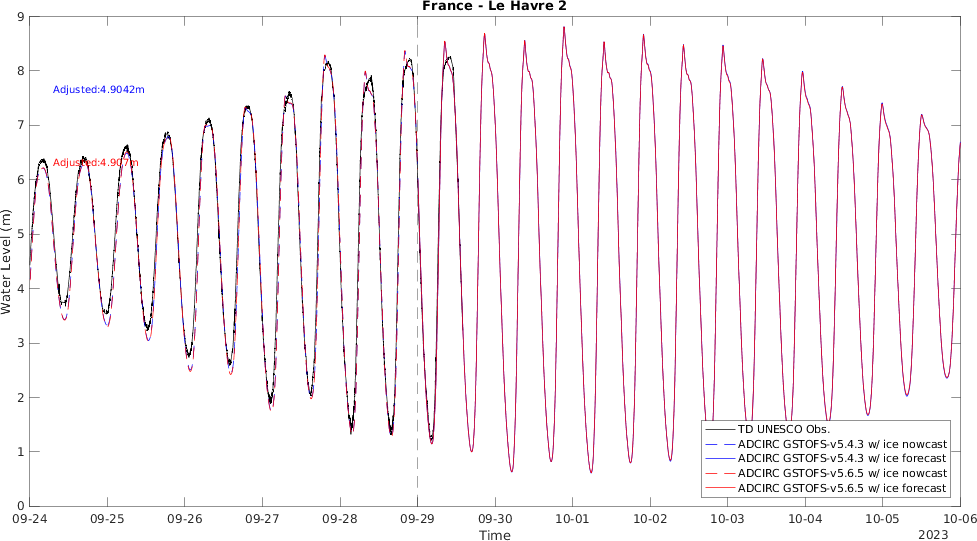 France - Le Havre 2
9
8
7
6
5
4
3
2
1
0
Water Level (m)
Adjusted:4.9042m
Adjusted:4.907m
TD UNESCO Obs.
ADCIRC GSTOFS-v5.4.3 w/ ice nowcast
ADCIRC GSTOFS-v5.4.3 w/ ice forecast
ADCIRC GSTOFS-v5.6.5 w/ ice nowcast
ADCIRC GSTOFS-v5.6.5 w/ ice forecast
09-24 09-25 09-26 09-27 09-28 09-29 09-30 10-01 10-02 10-03 10-04 10-05 10-06
Time
2023